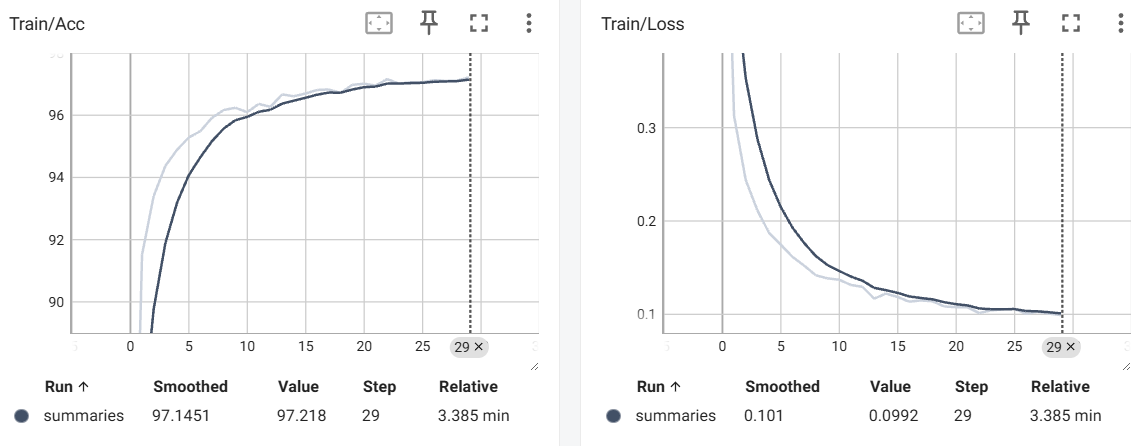 Train/Acc
96
94
92
90
0 5 10 15 20 25 29 ×
Run ↑ Smoothed Value Step Relative
summaries 97.1451 97.218 29 3.385 min
Train/Loss
0.3
0.2
0.1
0 5 10 15 20 25 29 ×
Run ↑ Smoothed Value Step Relative
summaries 0.101 0.0992 29 3.385 min